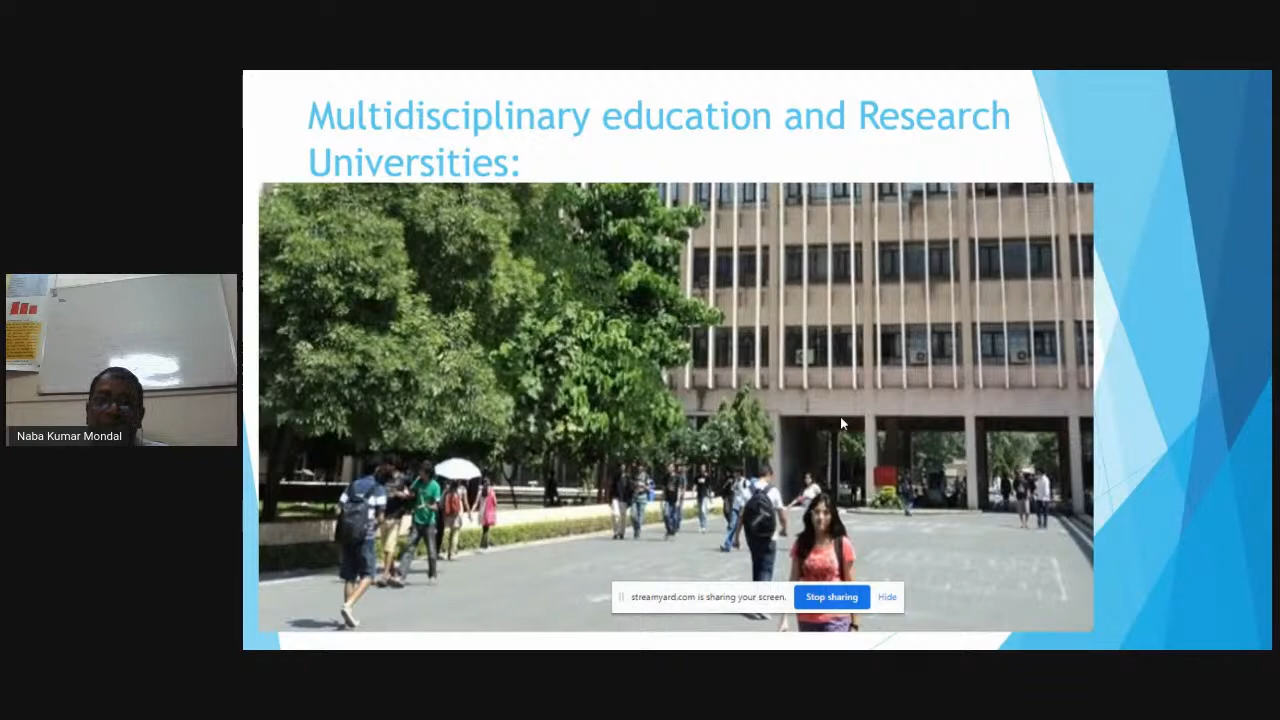 Multidisciplinary education and Research
Universities:
Naba Kumar Mondal
streamyard.com is sharing your screen.
Stop sharing
Hide